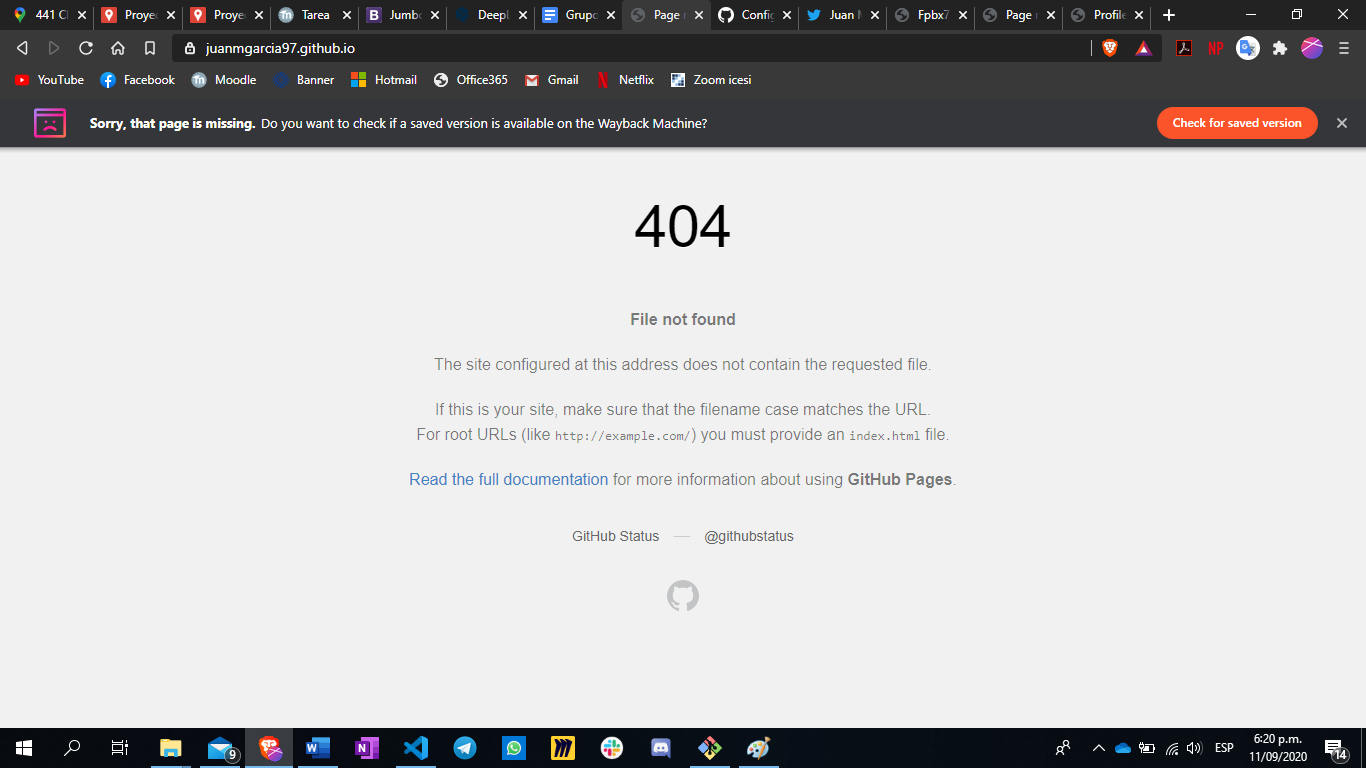 441 Cl
Proyec
Proyec
Tarea
B Jumbo
Deepl
Grupo
Page r
Config
Juan M
Fpbx7
Page r
Profile
juanmgarcia97.github.io
NP
YouTube
Facebook
Moodle
Banner
Hotmail
Office365
Gmail
Netflix
Zoom icesi
Sorry, that page is missing. Do you want to check if a saved version is available on the Wayback Machine?
Check for saved version
404
File not found
The site configured at this address does not contain the requested file.
If this is your site, make sure that the filename case matches the URL.
For root URLs (like http://example.com/) you must provide an index.html file.
Read the full documentation for more information about using GitHub Pages.
GitHub Status — @githubstatus
9
ESP
6:20 p.m.
11/09/2020
14